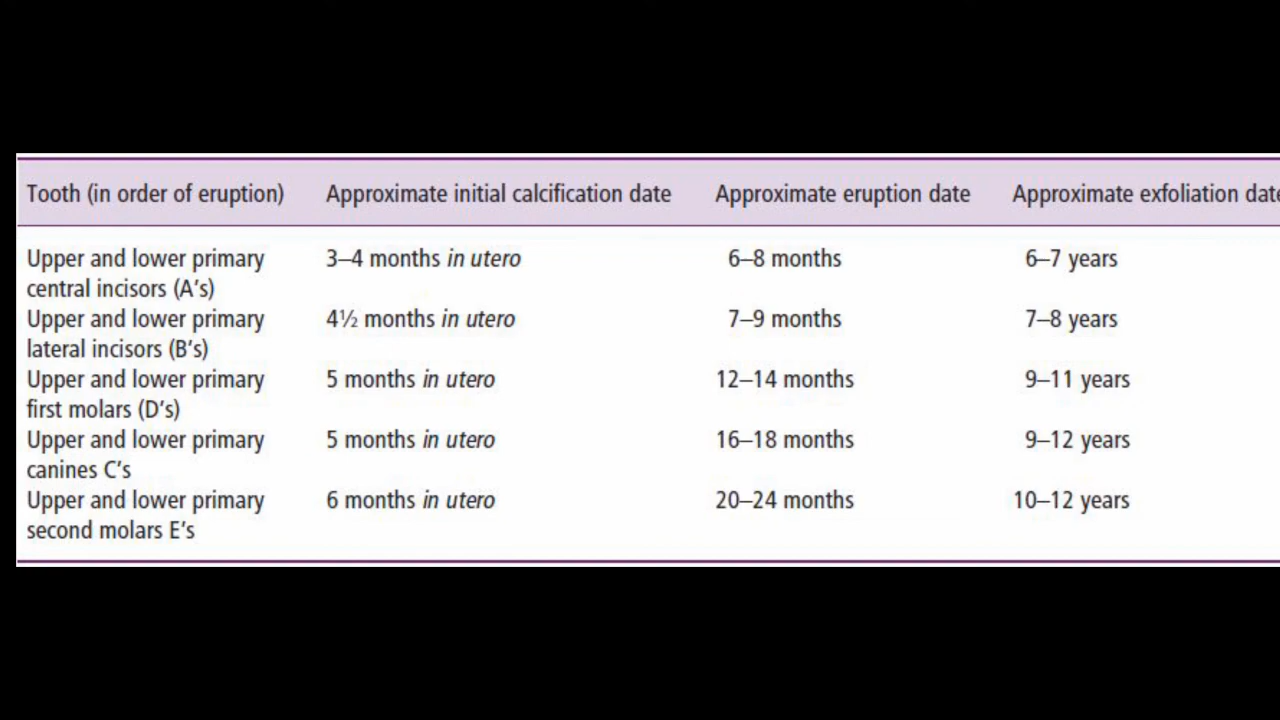 Tooth (in order of eruption) Approximate initial calcification date Approximate eruption date Approximate exfoliation date
Upper and lower primary 3–4 months in utero 6–8 months 6–7 years
central incisors (A's)
Upper and lower primary 4½ months in utero 7–9 months 7–8 years
lateral incisors (B's)
Upper and lower primary 5 months in utero 12–14 months 9–11 years
first molars (D's)
Upper and lower primary 5 months in utero 16–18 months 9–12 years
canines C's
Upper and lower primary 6 months in utero 20–24 months 10–12 years
second molars E's